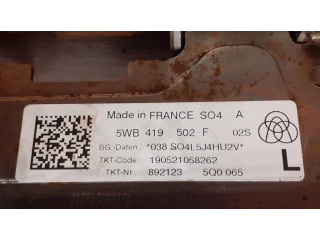 Made in FRANCE SO4 A
5WB 419 502 F 02S
BG.-Daten : *038 SO4L5J4HU2V*
TKT-Code : 190521058262
TKT-Nr : 892123 5Q0 065
L